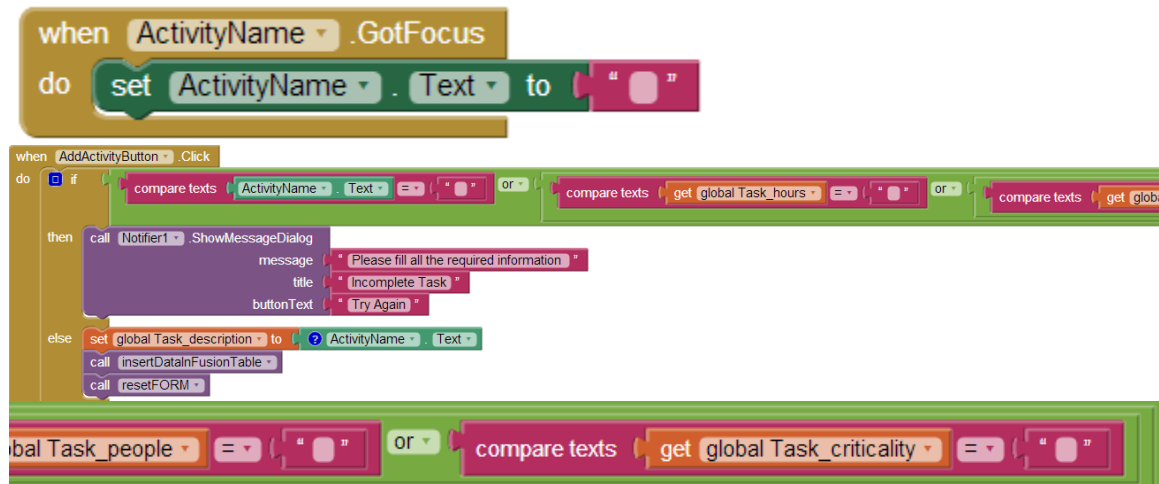 when ActivityName .GotFocus
do set ActivityName . Text to " "
when AddActivityButton .Click
do if compare texts ActivityName . Text = " " or compare texts get global Task_hours = " " or compare texts get globa
then call Notifier1 .ShowMessageDialog
message " Please fill all the required information "
title " Incomplete Task "
buttonText " Try Again "
else set global Task_description to ? ActivityName . Text
call insertDataInFusionTable
call resetFORM
bal Task_people = " " or compare texts get global Task_criticality = " "